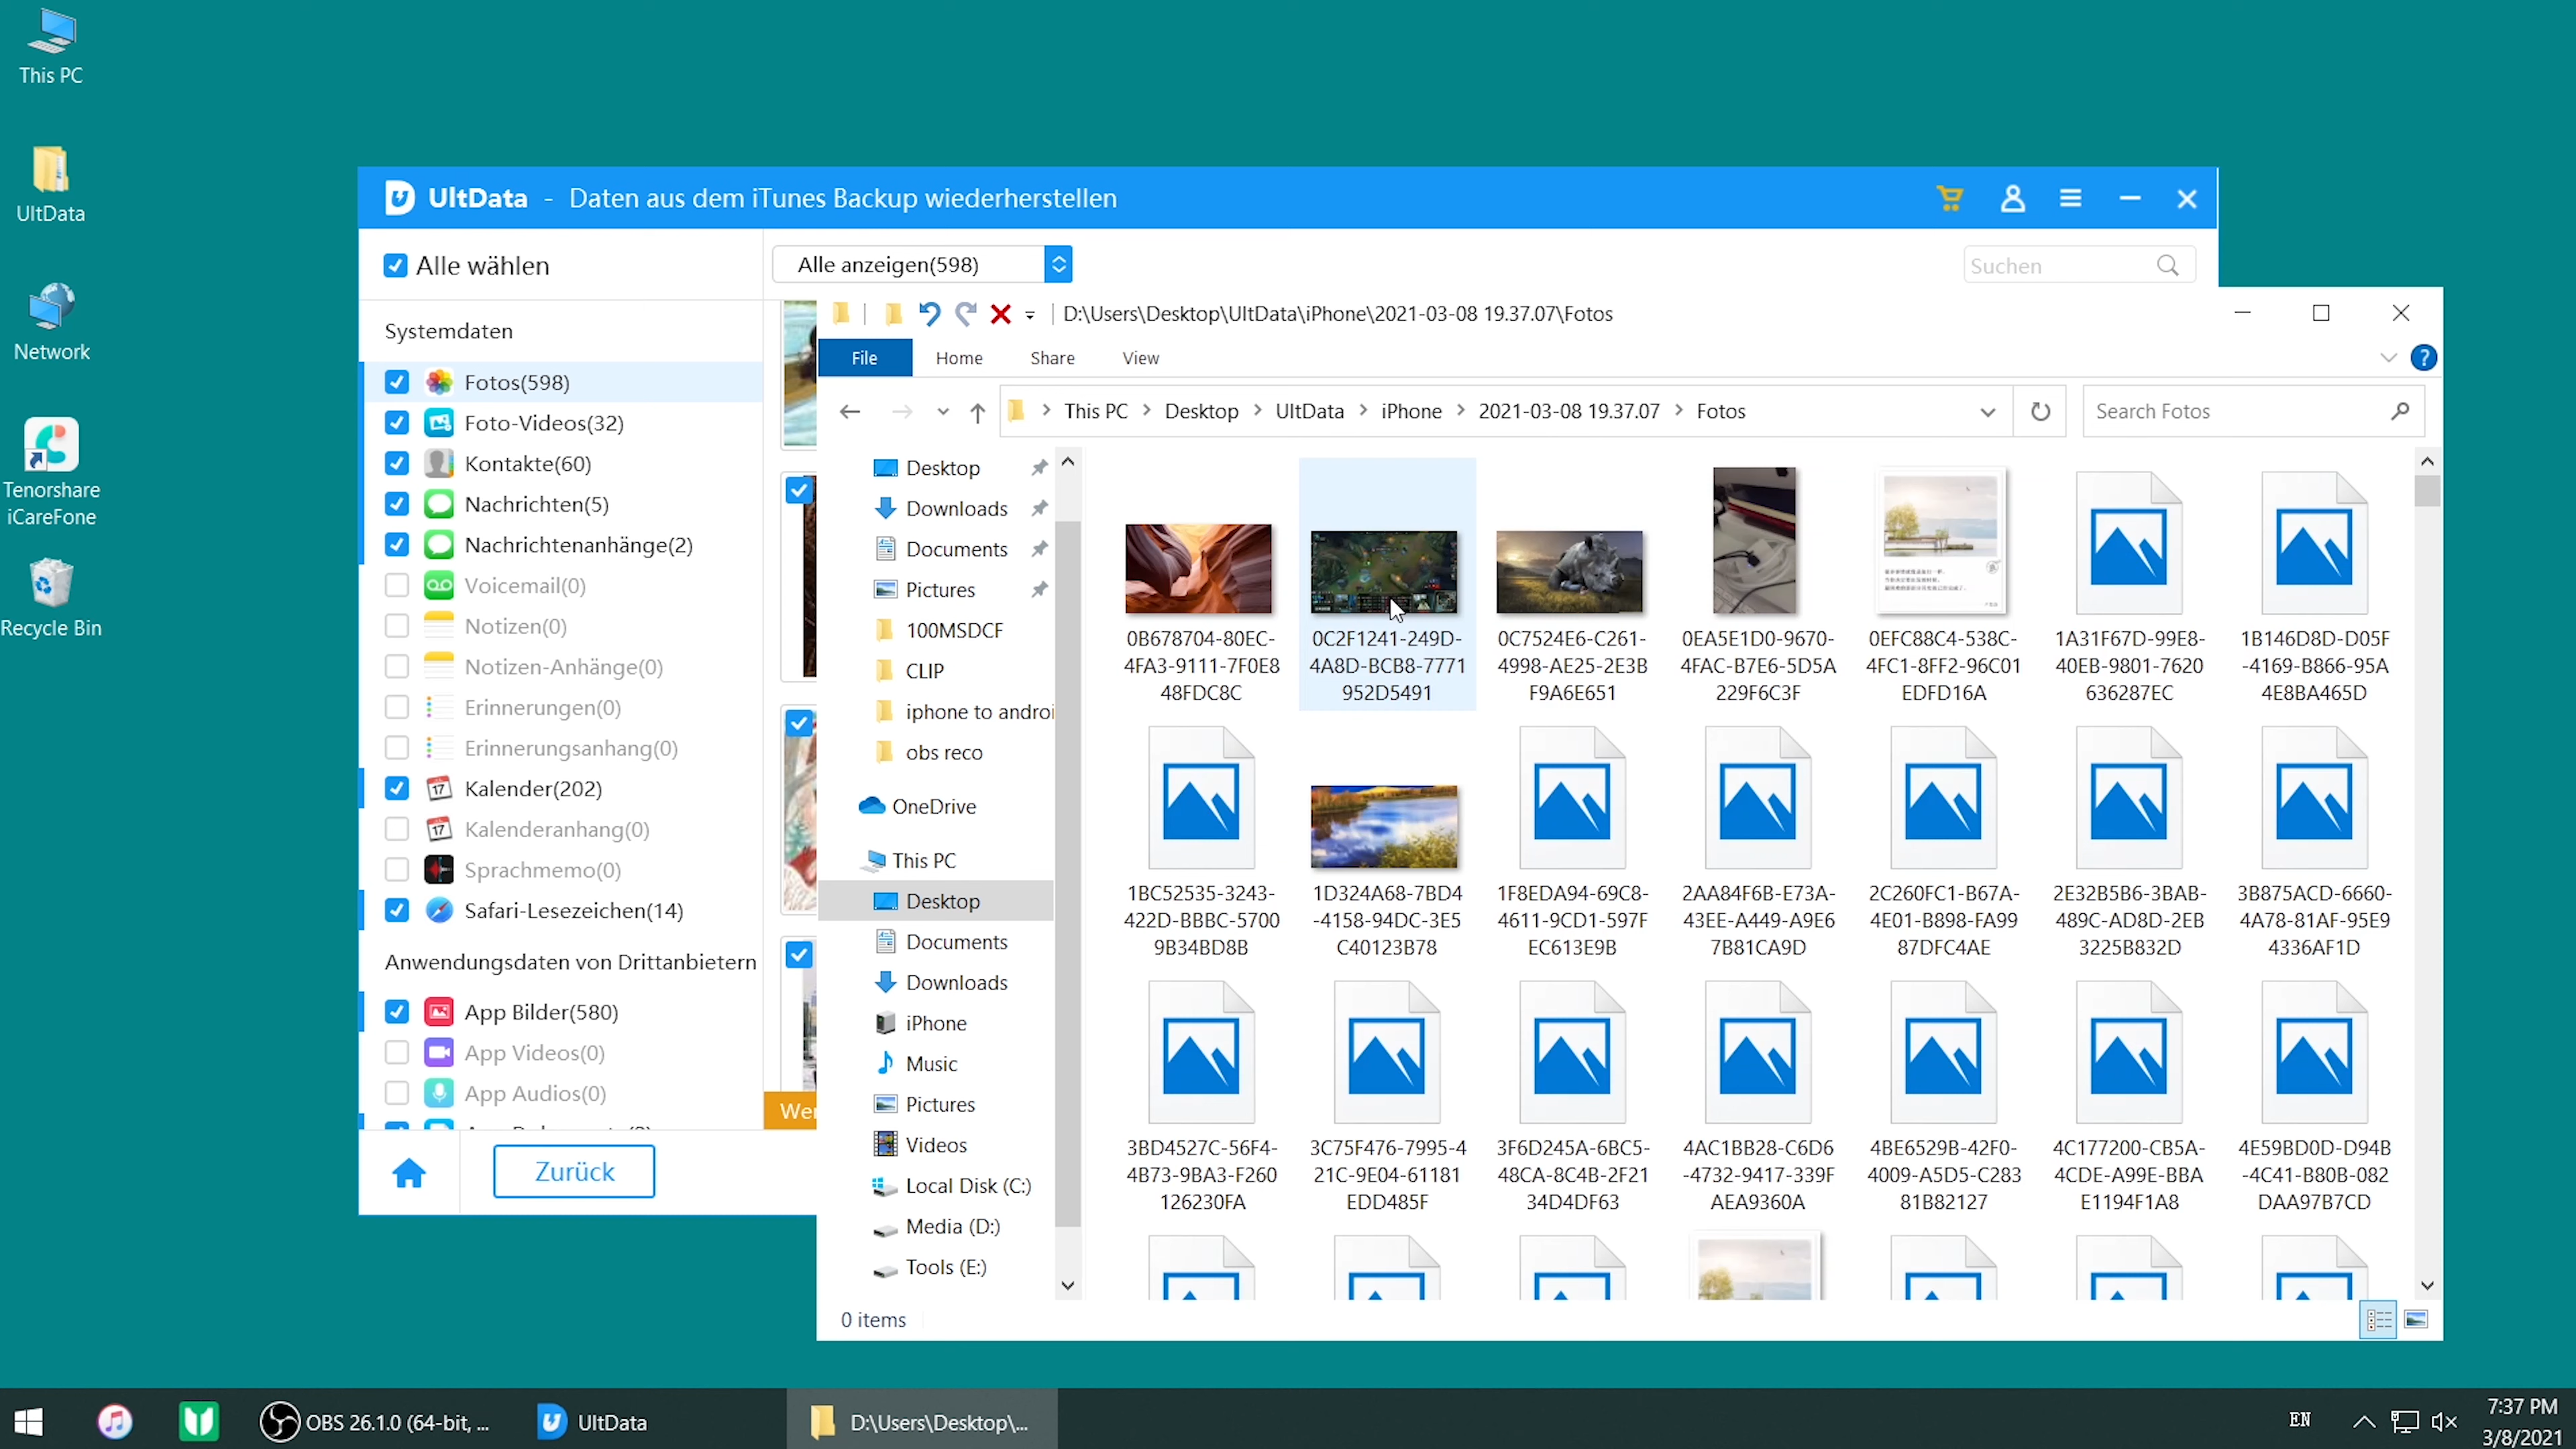 This PC
UltData
Network
Tenorshare
iCareFone
Recycle Bin
UltData - Daten aus dem iTunes Backup wiederherstellen
Alle wählen
Alle anzeigen(598)
Suchen
Systemdaten
Fotos(598)
Foto-Videos(32)
Kontakte(60)
Nachrichten(5)
Nachrichtenanhänge(2)
Voicemail(0)
Notizen(0)
Notizen-Anhänge(0)
Erinnerungen(0)
Erinnerungsanhang(0)
Kalender(202)
Kalenderanhang(0)
Sprachmemo(0)
Safari-Lesezeichen(14)
Anwendungsdaten von Drittanbietern
App Bilder(580)
App Videos(0)
App Audios(0)
Zurück
D:\Users\Desktop\UltData\iPhone\2021-03-08 19.37.07\Fotos
File Home Share View
This PC Desktop UltData iPhone 2021-03-08 19.37.07 Fotos
Search Fotos
Desktop
Downloads
Documents
Pictures
100MSDCF
CLIP
iphone to androi
obs reco
OneDrive
This PC
Desktop
Documents
Downloads
iPhone
Music
Pictures
Videos
Local Disk (C:)
Media (D:)
Tools (E:)
0B678704-80EC-
4FA3-9111-7F0E8
48FDC8C
0C2F1241-249D-
4A8D-BCB8-7771
952D5491
0C7524E6-C261-
4998-AE25-2E3B
F9A6E651
0EA5E1D0-9670-
4FAC-B7E6-5D5A
229F6C3F
0EFC88C4-538C-
4FC1-8FF2-96C01
EDFD16A
1A31F67D-99E8-
40EB-9801-7620
636287EC
1B146D8D-D05F
-4169-B866-95A
4E8BA465D
1BC52535-3243-
422D-BBBC-5700
9B34BD8B
1D324A68-7BD4
-4158-94DC-3E5
C40123B78
1F8EDA94-69C8-
4611-9CD1-597F
EC613E9B
2AA84F6B-E73A-
43EE-A449-A9E6
7B81CA9D
2C260FC1-B67A-
4E01-B898-FA99
87DFC4AE
2E32B5B6-3BAB-
489C-AD8D-2EB
3225B832D
3B875ACD-6660-
4A78-81AF-95E9
4336AF1D
3BD4527C-56F4-
4B73-9BA3-F260
126230FA
3C75F476-7995-4
21C-9E04-61181
EDD485F
3F6D245A-6BC5-
48CA-8C4B-2F21
34D4DF63
4AC1BB28-C6D6
-4732-9417-339F
AEA9360A
4BE6529B-42F0-
4009-A5D5-C283
81B82127
4C177200-CB5A-
4CDE-A99E-BBA
E1194F1A8
4E59BD0D-D94B
-4C41-B80B-082
DAA97B7CD
0 items
OBS 26.1.0 (64-bit, ...
UltData
D:\Users\Desktop\...
EN
7:37 PM
3/8/2021